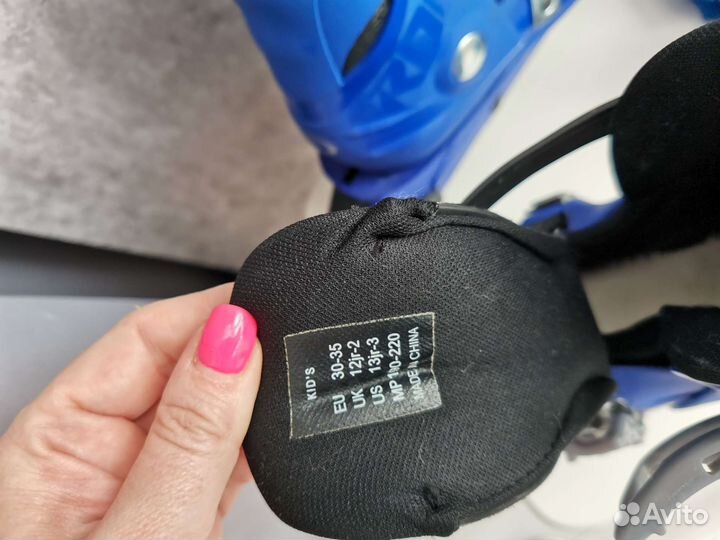 KID'S
EU 30-35
UK 12jr-2
US 13jr-3
MP 190-220
MADE IN CHINA
Avito